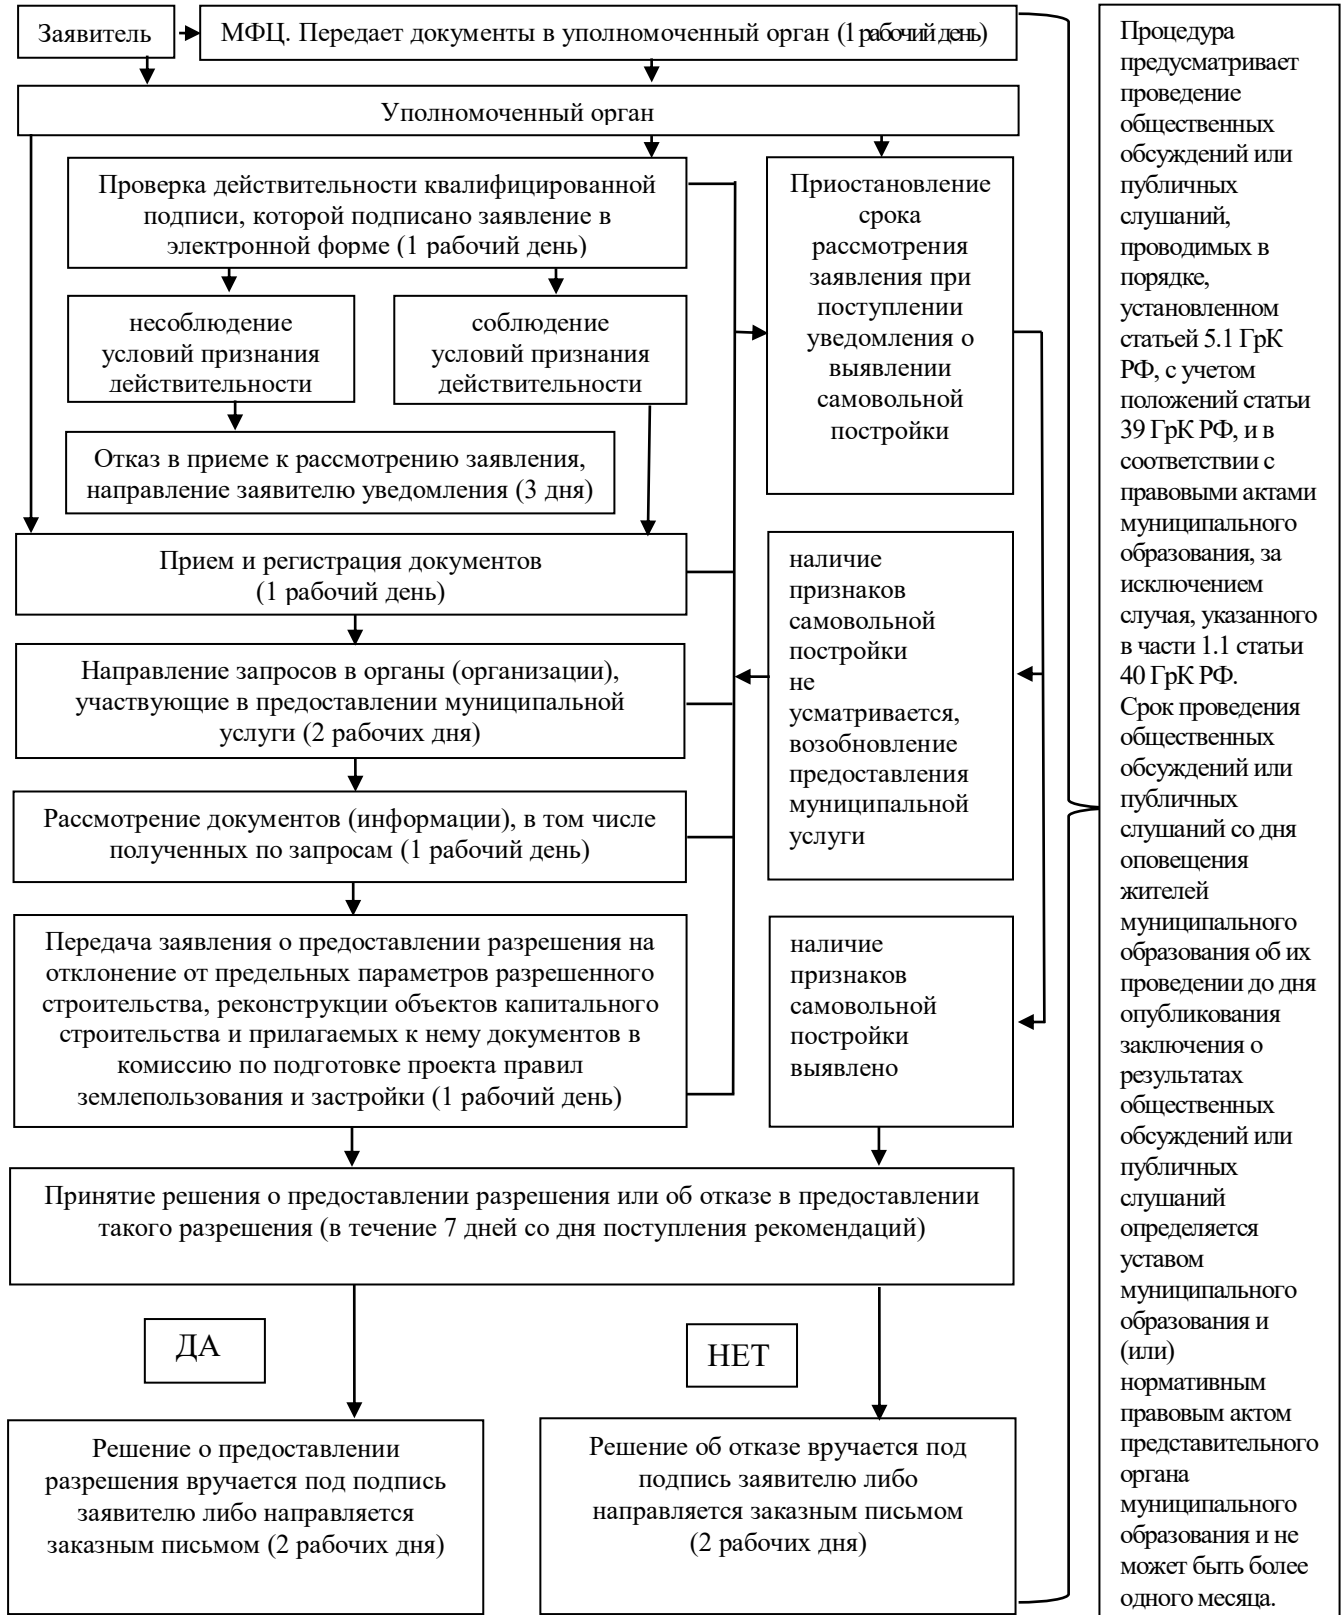 Заявитель
МФЦ. Передает документы в уполномоченный орган (1 рабочий день)
Уполномоченный орган
Проверка действительности квалифицированной
подписи, которой подписано заявление в
электронной форме (1 рабочий день)
Приостановление
срока
рассмотрения
заявления при
поступлении
уведомления о
выявлении
самовольной
постройки
несоблюдение
условий признания
действительности
соблюдение
условий признания
действительности
Отказ в приеме к рассмотрению заявления,
направление заявителю уведомления (3 дня)
Прием и регистрация документов
(1 рабочий день)
наличие
признаков
самовольной
постройки
не
усматривается,
возобновление
предоставления
муниципальной
услуги
Направление запросов в органы (организации),
участвующие в предоставлении муниципальной
услуги (2 рабочих дня)
Рассмотрение документов (информации), в том числе
полученных по запросам (1 рабочий день)
Передача заявления о предоставлении разрешения на
отклонение от предельных параметров разрешенного
строительства, реконструкции объектов капитального
строительства и прилагаемых к нему документов в
комиссию по подготовке проекта правил
землепользования и застройки (1 рабочий день)
наличие
признаков
самовольной
постройки
выявлено
Принятие решения о предоставлении разрешения или об отказе в предоставлении
такого разрешения (в течение 7 дней со дня поступления рекомендаций)
ДА
НЕТ
Решение о предоставлении
разрешения вручается под подпись
заявителю либо направляется
заказным письмом (2 рабочих дня)
Решение об отказе вручается под
подпись заявителю либо
направляется заказным письмом
(2 рабочих дня)
Процедура
предусматривает
проведение
общественных
обсуждений или
публичных
слушаний,
проводимых в
порядке,
установленном
статьей 5.1 ГрК
РФ, с учетом
положений статьи
39 ГрК РФ, и в
соответствии с
правовыми актами
муниципального
образования, за
исключением
случая, указанного
в части 1.1 статьи
40 ГрК РФ.
Срок проведения
общественных
обсуждений или
публичных
слушаний со дня
оповещения
жителей
муниципального
образования об их
проведении до дня
опубликования
заключения о
результатах
общественных
обсуждений или
публичных
слушаний
определяется
уставом
муниципального
образования и
(или)
нормативным
правовым актом
представительного
органа
муниципального
образования и не
может быть более
одного месяца.